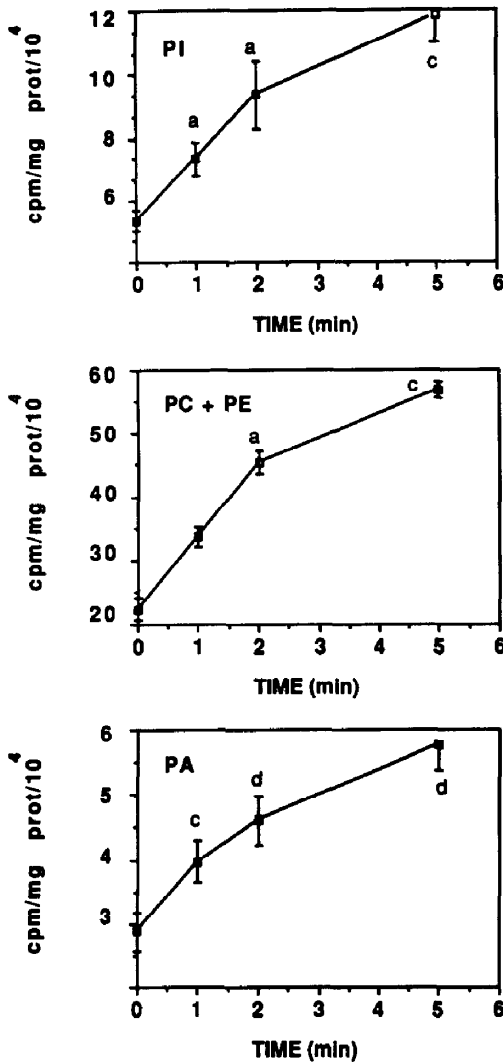 cpm/mg prot/10^4
12
10
8
6
PI
a
a
c
0 1 2 3 4 5 6
TIME (min)
cpm/mg prot/10^4
60
50
40
30
20
PC + PE
a
c
0 1 2 3 4 5 6
TIME (min)
cpm/mg prot/10^4
6
5
4
3
PA
c
d
d
0 1 2 3 4 5 6
TIME (min)